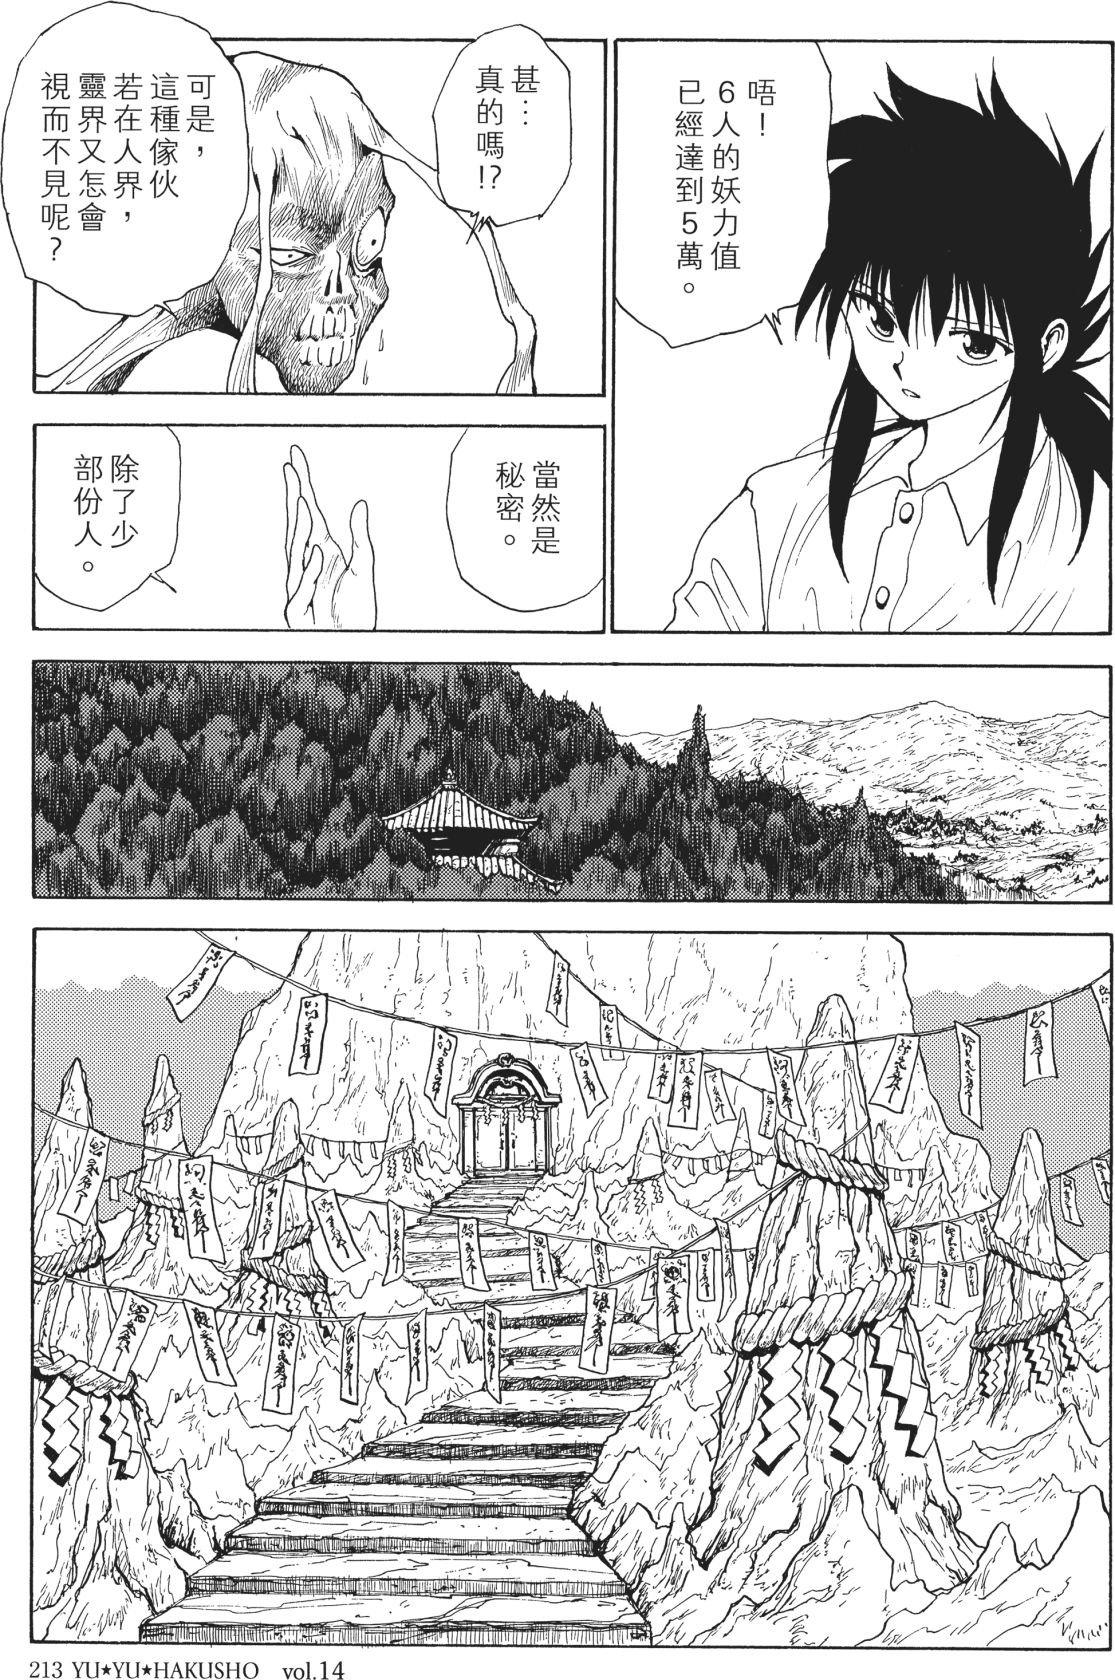 唔！
6人的妖力值
已經達到5萬。
甚…
真的嗎!?
可是，
這種傢伙
若在人界，
靈界又怎會
視而不見呢？
當然是
秘密。
除了少
部份人。
213 YU★YU★HAKUSHO vol.14